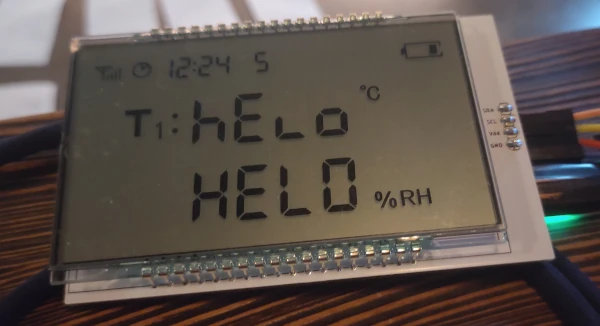 12:24 5
T1: hELo °C
HELO %RH
SDA
SCL
VDD
GND